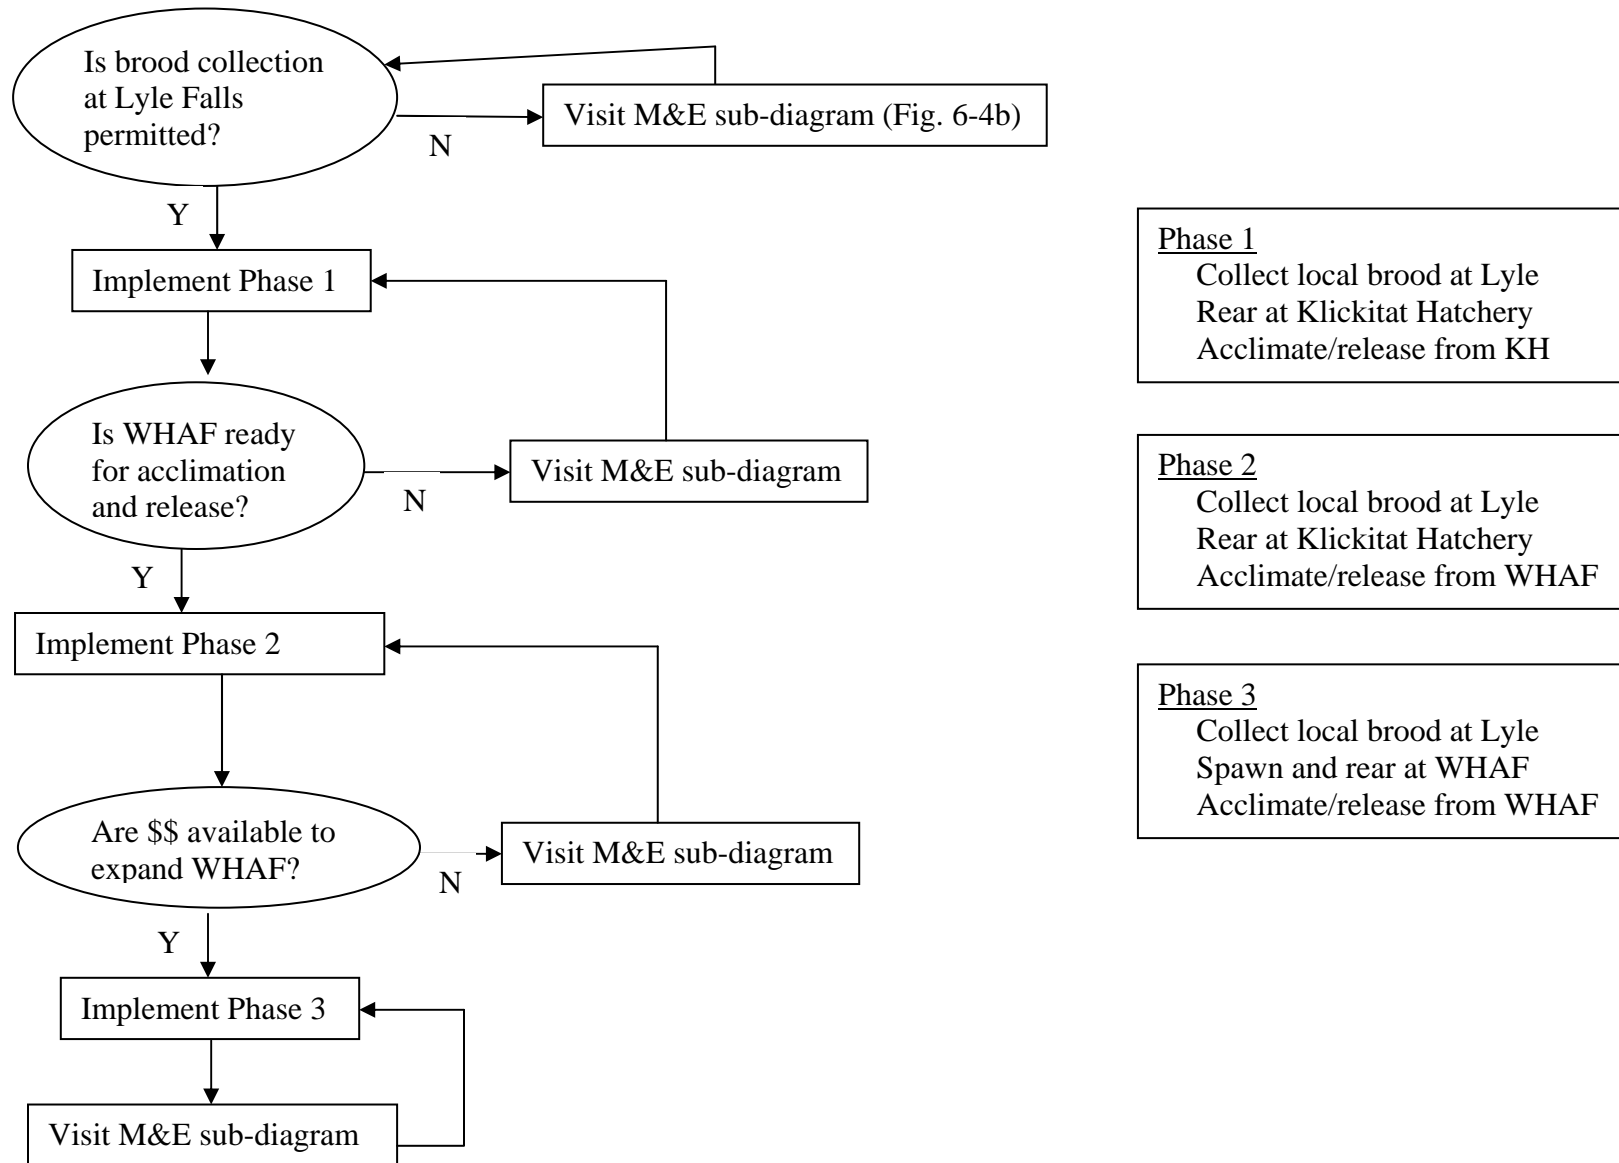 Is brood collection
at Lyle Falls
permitted?
Visit M&E sub-diagram (Fig. 6-4b)
N
Y
Implement Phase 1
Is WHAF ready
for acclimation
and release?
Visit M&E sub-diagram
N
Y
Implement Phase 2
Are $$ available to
expand WHAF?
Visit M&E sub-diagram
N
Y
Implement Phase 3
Visit M&E sub-diagram
Phase 1
Collect local brood at Lyle
Rear at Klickitat Hatchery
Acclimate/release from KH
Phase 2
Collect local brood at Lyle
Rear at Klickitat Hatchery
Acclimate/release from WHAF
Phase 3
Collect local brood at Lyle
Spawn and rear at WHAF
Acclimate/release from WHAF